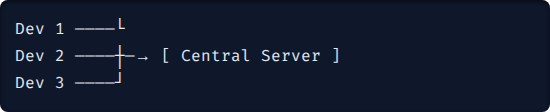 Dev 1 ────└
Dev 2 ────┼─→ [ Central Server ]
Dev 3 ────┘